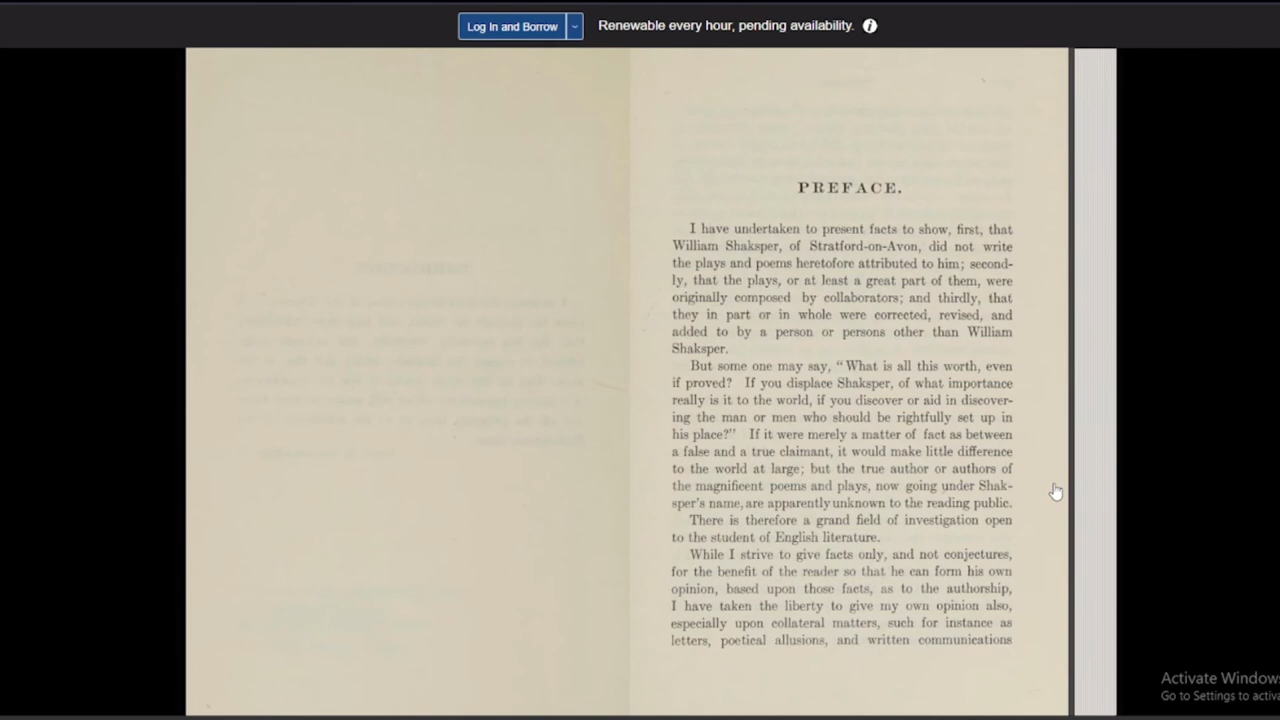 Log In and Borrow
Renewable every hour, pending availability.
PREFACE.
I have undertaken to present facts to show, first, that
William Shaksper, of Stratford-on-Avon, did not write
the plays and poems heretofore attributed to him; second-
ly, that the plays, or at least a great part of them, were
originally composed by collaborators; and thirdly, that
they in part or in whole were corrected, revised, and
added to by a person or persons other than William
Shaksper.
But some one may say, "What is all this worth, even
if proved? If you displace Shaksper, of what importance
really is it to the world, if you discover or aid in discover-
ing the man or men who should be rightfully set up in
his place?" If it were merely a matter of fact as between
a false and a true claimant, it would make little difference
to the world at large; but the true author or authors of
the magnificent poems and plays, now going under Shak-
sper's name, are apparently unknown to the reading public.
There is therefore a grand field of investigation open
to the student of English literature.
While I strive to give facts only, and not conjectures,
for the benefit of the reader so that he can form his own
opinion, based upon those facts, as to the authorship,
I have taken the liberty to give my own opinion also,
especially upon collateral matters, such for instance as
letters, poetical allusions, and written communications
Activate Windows
Go to Settings to activa